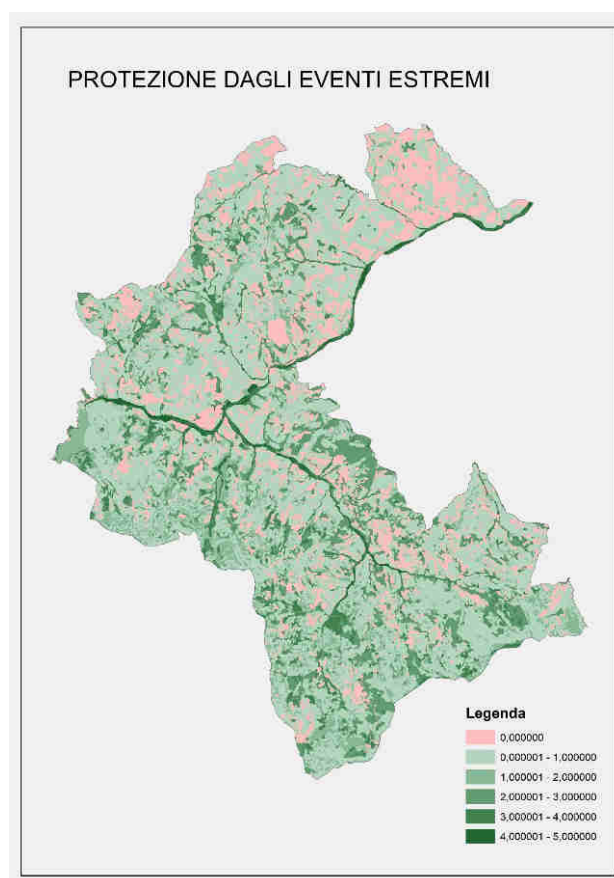 PROTEZIONE DAGLI EVENTI ESTREMI
Legenda
0,000000
0,000001 - 1,000000
1,000001 - 2,000000
2,000001 - 3,000000
3,000001 - 4,000000
4,000001 - 5,000000